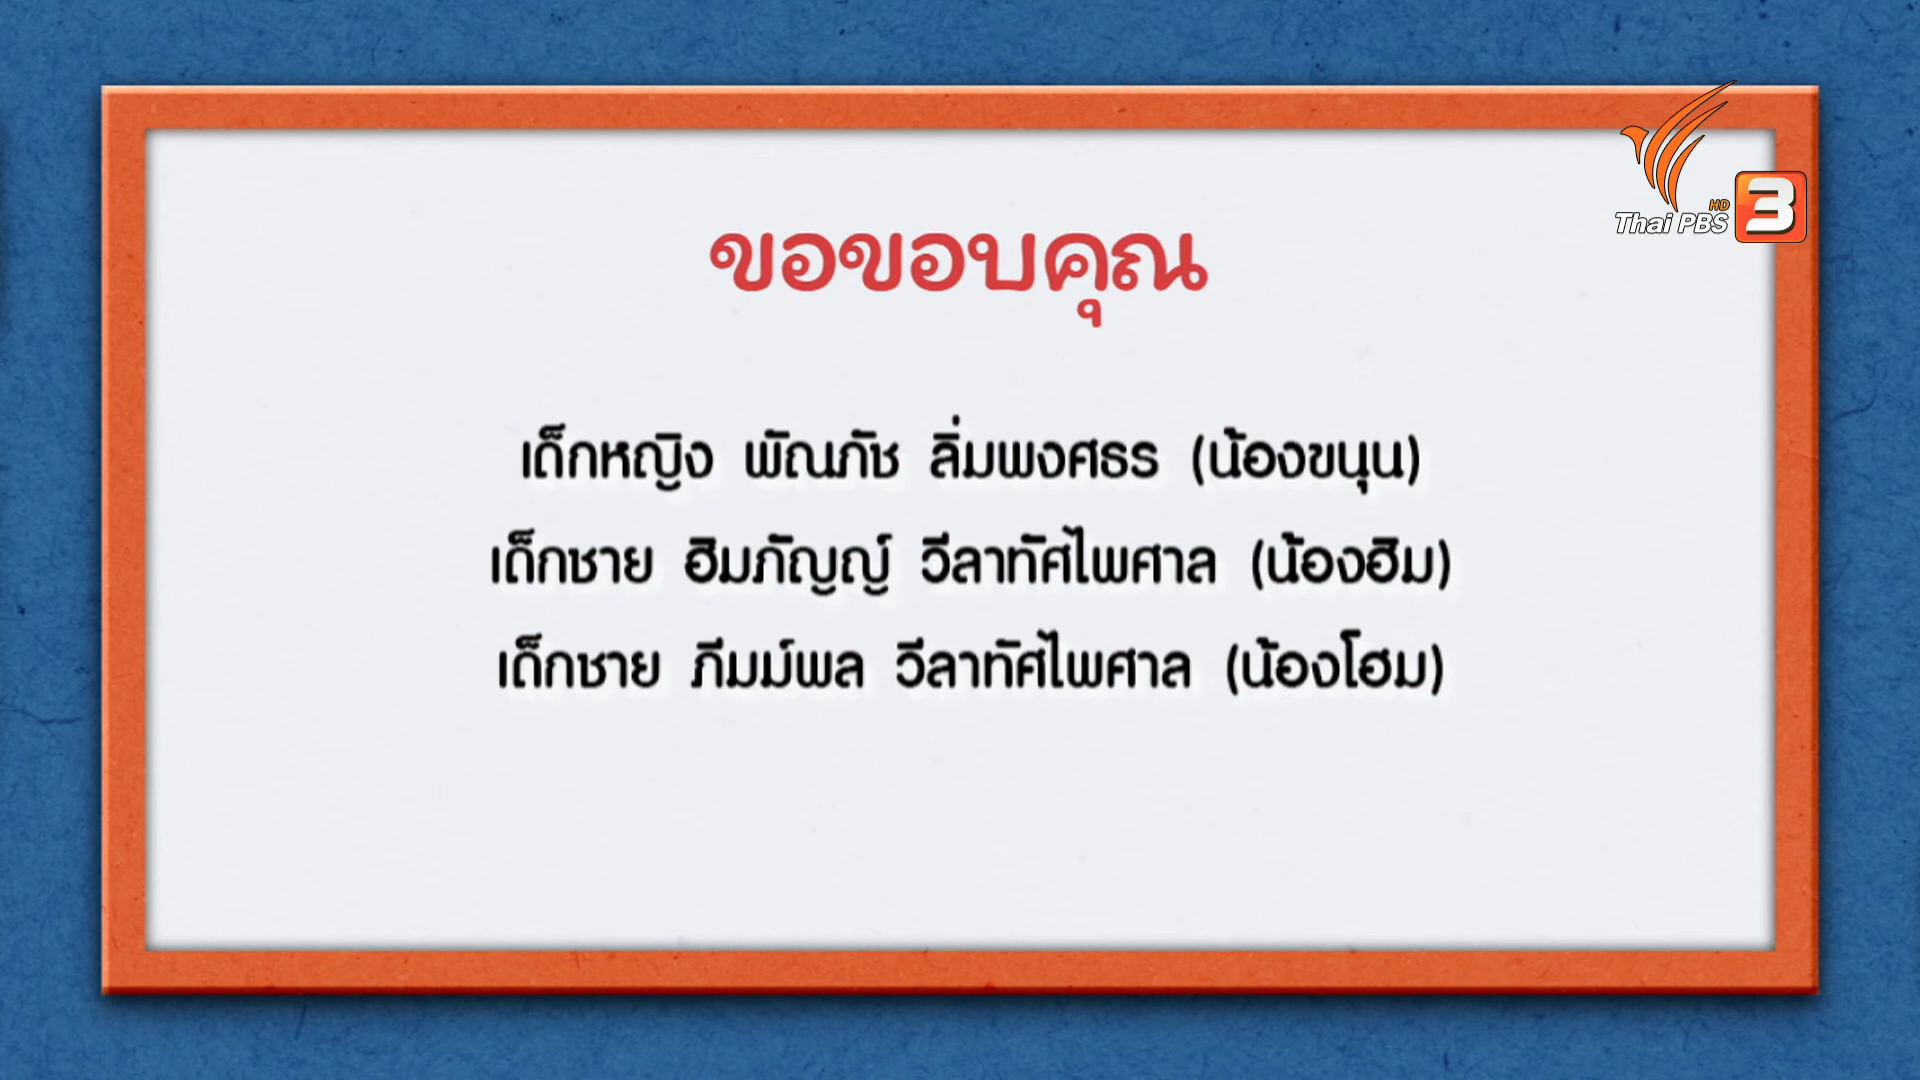 ขอขอบคุณ
HD
Thai PBS 3
เด็กหญิง พัณภัช ลิ่มพงศธร (น้องขนุน)
เด็กชาย ฮิมภัญญ์ วีลาทัศไพศาล (น้องฮิม)
เด็กชาย ภีมม์พล วีลาทัศไพศาล (น้องโฮม)